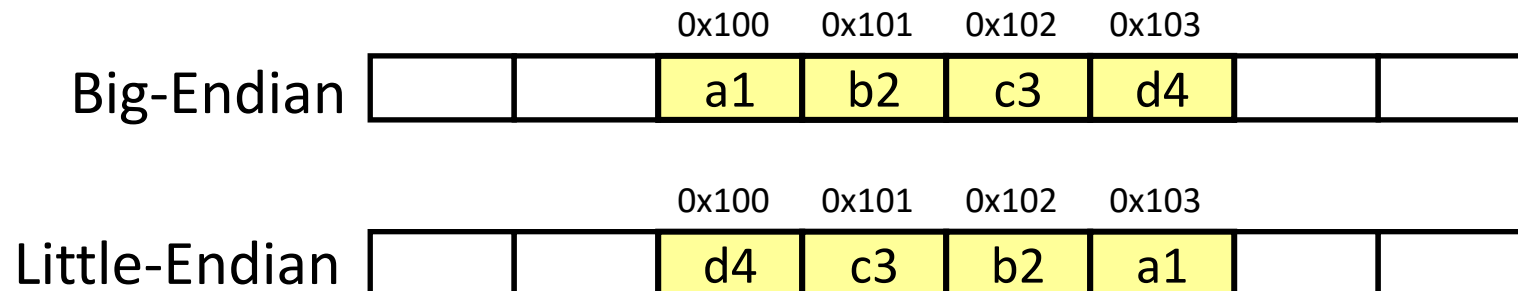 0x100 0x101 0x102 0x103
Big-Endian a1 b2 c3 d4
0x100 0x101 0x102 0x103
Little-Endian d4 c3 b2 a1